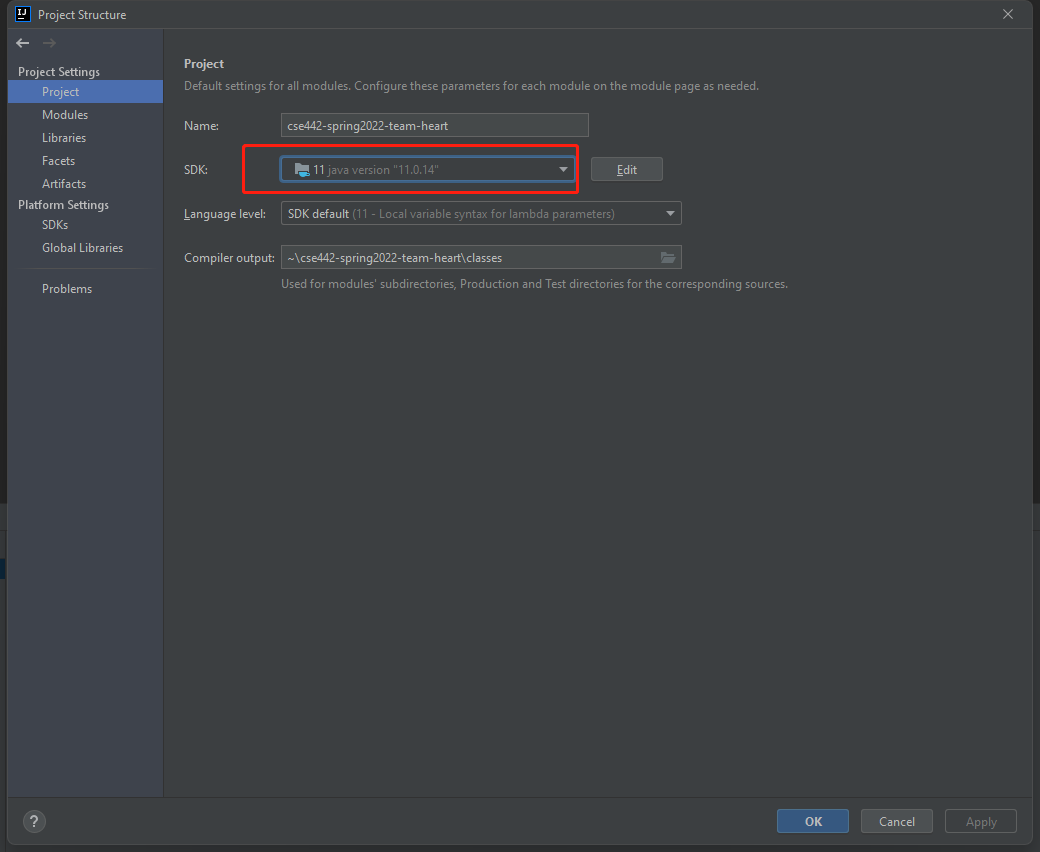 Project Structure
Project Settings
Project
Modules
Libraries
Facets
Artifacts
Platform Settings
SDKs
Global Libraries
Problems
Project
Default settings for all modules. Configure these parameters for each module on the module page as needed.
Name: cse442-spring2022-team-heart
SDK: 11 java version "11.0.14" Edit
Language level: SDK default (11 - Local variable syntax for lambda parameters)
Compiler output: ~\cse442-spring2022-team-heart\classes
Used for modules' subdirectories, Production and Test directories for the corresponding sources.
? OK Cancel Apply